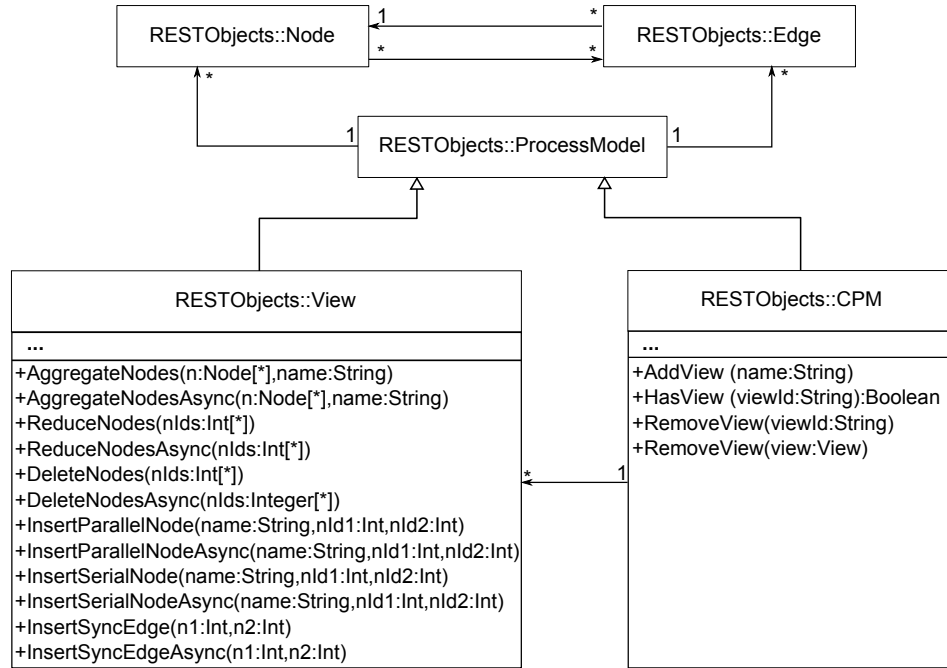 RESTObjects::Node
1
*
RESTObjects::Edge
*
*
*
*
1
RESTObjects::ProcessModel
1
RESTObjects::View
...
+AggregateNodes(n:Node[*],name:String)
+AggregateNodesAsync(n:Node[*],name:String)
+ReduceNodes(nIds:Int[*])
+ReduceNodesAsync(nIds:Int[*])
+DeleteNodes(nIds:Int[*])
+DeleteNodesAsync(nIds:Integer[*])
+InsertParallelNode(name:String,nId1:Int,nId2:Int)
+InsertParallelNodeAsync(name:String,nId1:Int,nId2:Int)
+InsertSerialNode(name:String,nId1:Int,nId2:Int)
+InsertSerialNodeAsync(name:String,nId1:Int,nId2:Int)
+InsertSyncEdge(n1:Int,n2:Int)
+InsertSyncEdgeAsync(n1:Int,n2:Int)
*
1
RESTObjects::CPM
...
+AddView (name:String)
+HasView (viewId:String):Boolean
+RemoveView(viewId:String)
+RemoveView(view:View)